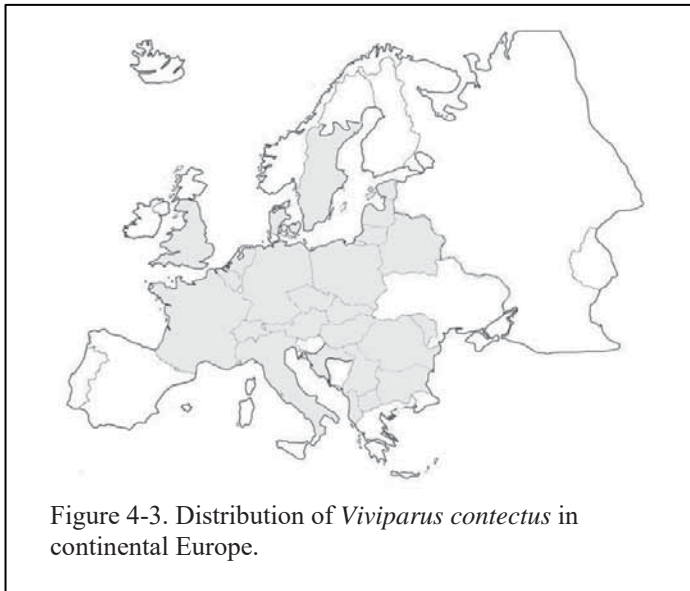 Figure 4-3. Distribution of Viviparus contectus in
continental Europe.